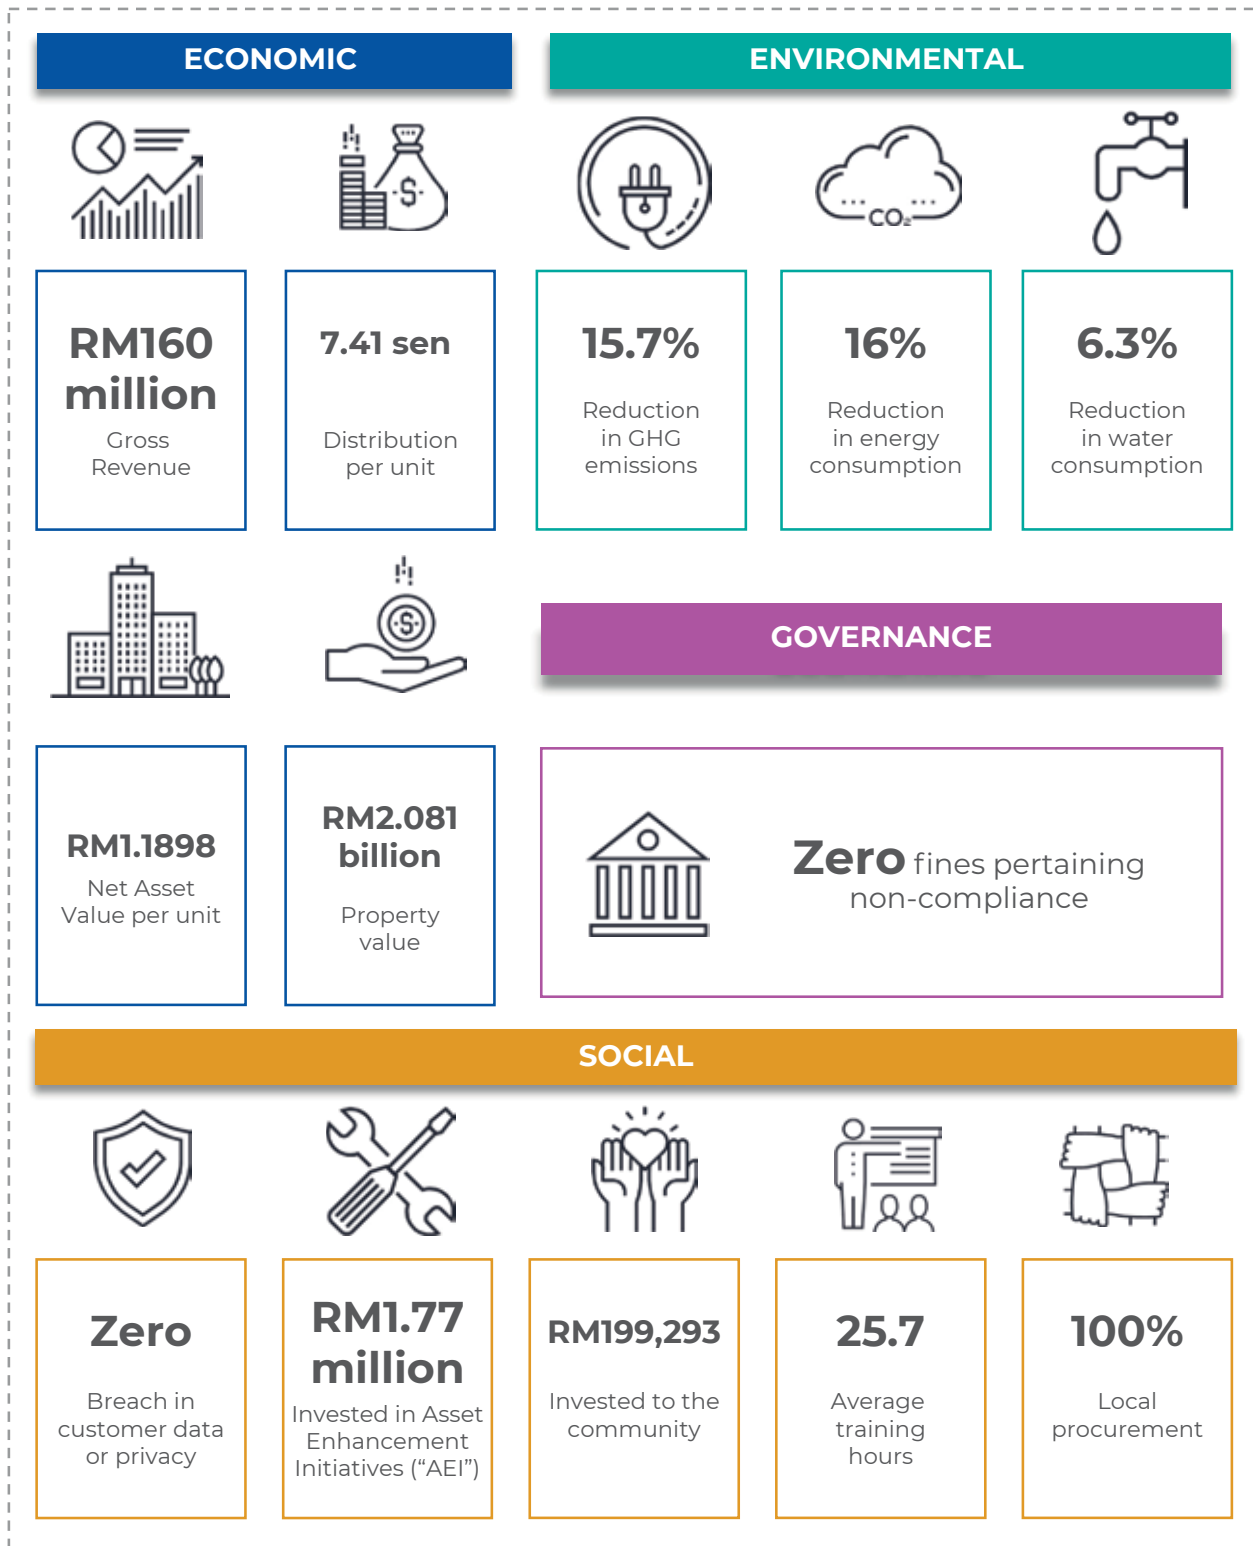 ECONOMIC
ENVIRONMENTAL
CO₂
RM160
million
Gross
Revenue
7.41 sen
Distribution
per unit
15.7%
Reduction
in GHG
emissions
16%
Reduction
in energy
consumption
6.3%
Reduction
in water
consumption
RM1.1898
Net Asset
Value per unit
RM2.081
billion
Property
value
GOVERNANCE
Zero fines pertaining
non-compliance
SOCIAL
Zero
Breach in
customer data
or privacy
RM1.77
million
Invested in Asset
Enhancement
Initiatives (“AEI”)
RM199,293
Invested to the
community
25.7
Average
training
hours
100%
Local
procurement